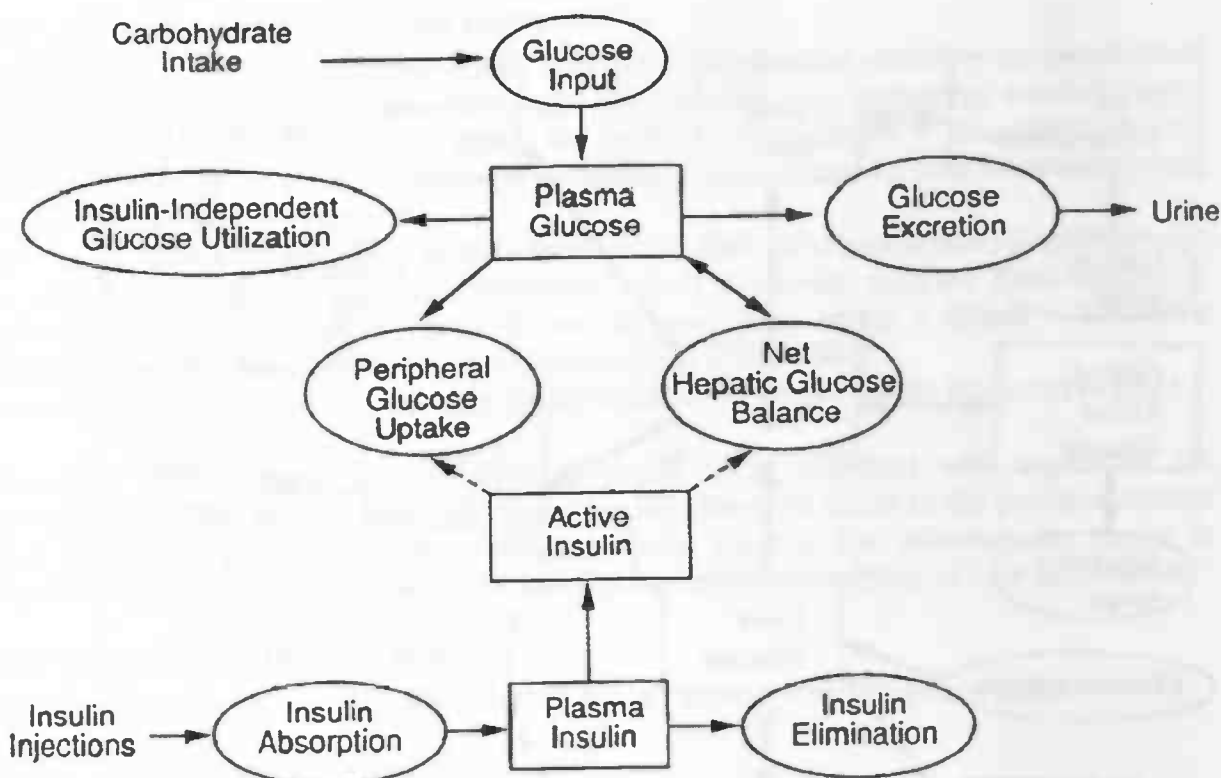 Carbohydrate
Intake
Glucose
Input
Insulin-Independent
Glucose Utilization
Plasma
Glucose
Glucose
Excretion
Urine
Peripheral
Glucose
Uptake
Net
Hepatic Glucose
Balance
Active
Insulin
Insulin
Injections
Insulin
Absorption
Plasma
Insulin
Insulin
Elimination